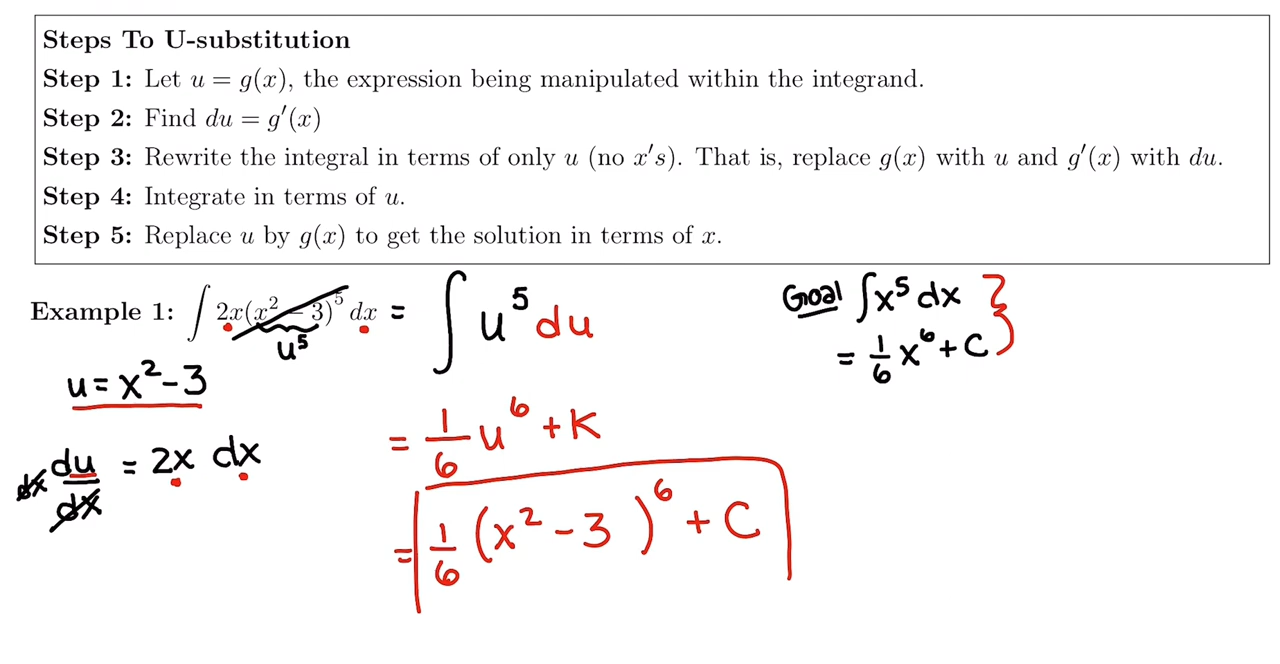 Steps To U-substitution
Step 1: Let u = g(x), the expression being manipulated within the integrand.
Step 2: Find du = g′(x)
Step 3: Rewrite the integral in terms of only u (no x′s). That is, replace g(x) with u and g′(x) with du.
Step 4: Integrate in terms of u.
Step 5: Replace u by g(x) to get the solution in terms of x.
Example 1: ∫ 2x(x² − 3)⁵ dx = ∫ u⁵ du
u⁵
Goal ∫x⁵ dx
= 1/6 x⁶ + C
u = x² − 3
dx du/dx = 2x dx
= 1/6 u⁶ + K
= 1/6 (x² − 3)⁶ + C